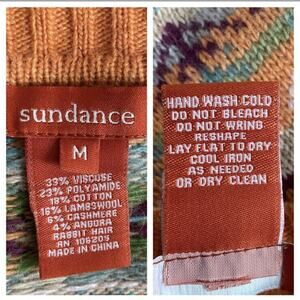 sundance
M
33% VISCOSE
23% POLYAMIDE
18% COTTON
16% LAMBSWOOL
6% CASHMERE
4% ANGORA
RABBIT HAIR
RN 106209
MADE IN CHINA
HAND WASH COLD
DO NOT BLEACH
DO NOT WRING
RESHAPE
LAY FLAT TO DRY
COOL IRON
AS NEEDED
OR DRY CLEAN